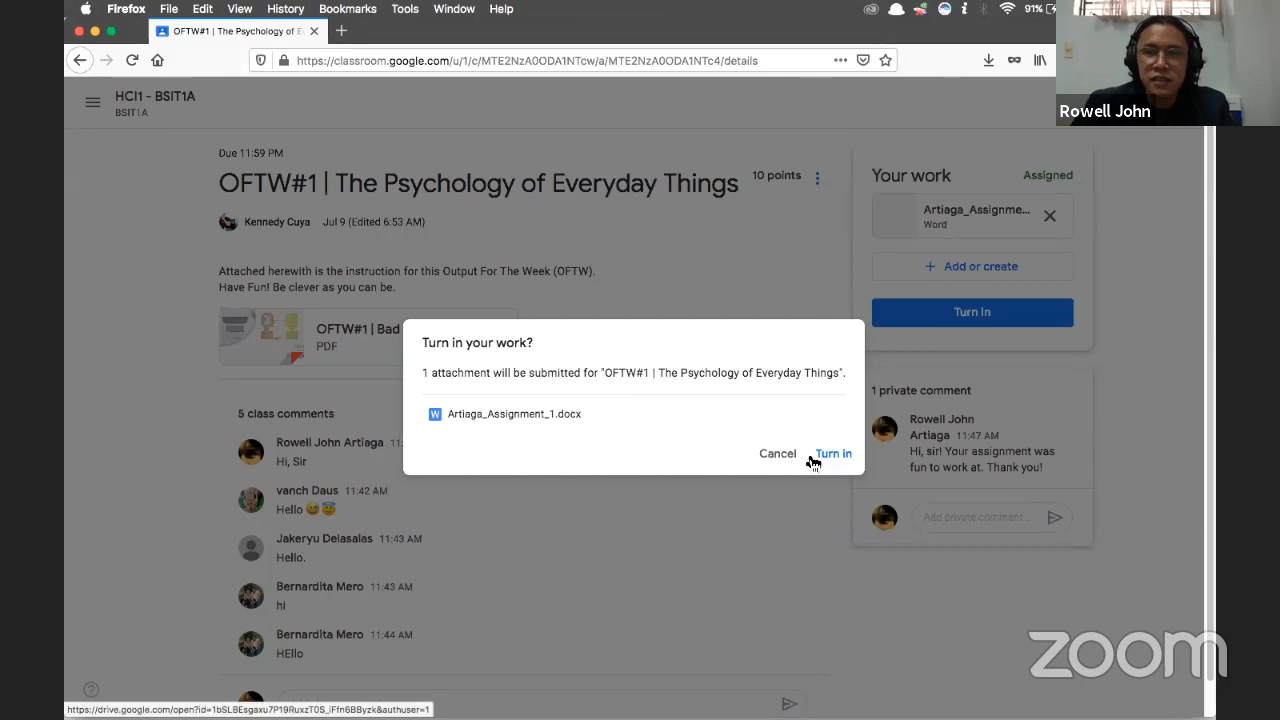 Firefox File Edit View History Bookmarks Tools Window Help
91%
OFTW#1 | The Psychology of E
https://classroom.google.com/u/1/c/MTE2NzA0ODA1NTcw/a/MTE2NzA0ODA1NTc4/details
Rowell John
HCI1 - BSIT1A
BSIT1A
Due 11:59 PM
OFTW#1 | The Psychology of Everyday Things
10 points
Kennedy Cuya Jul 9 (Edited 6:53 AM)
Attached herewith is the instruction for this Output For The Week (OFTW).
Have Fun! Be clever as you can be.
OFTW#1 | Bad
PDF
Your work
Assigned
Artiaga_Assignme...
Word
+ Add or create
Turn In
Turn in your work?
1 attachment will be submitted for "OFTW#1 | The Psychology of Everyday Things".
W Artiaga_Assignment_1.docx
Cancel Turn in
5 class comments
Rowell John Artiaga 11:
Hi, Sir
vanch Daus 11:42 AM
Hello 😅😇
Jakeryu Delasalas 11:43 AM
Hello.
Bernardita Mero 11:43 AM
hi
Bernardita Mero 11:44 AM
HEllo
1 private comment
Rowell John
Artiaga 11:47 AM
Hi, sir! Your assignment was
fun to work at. Thank you!
Add private comment...
zoom